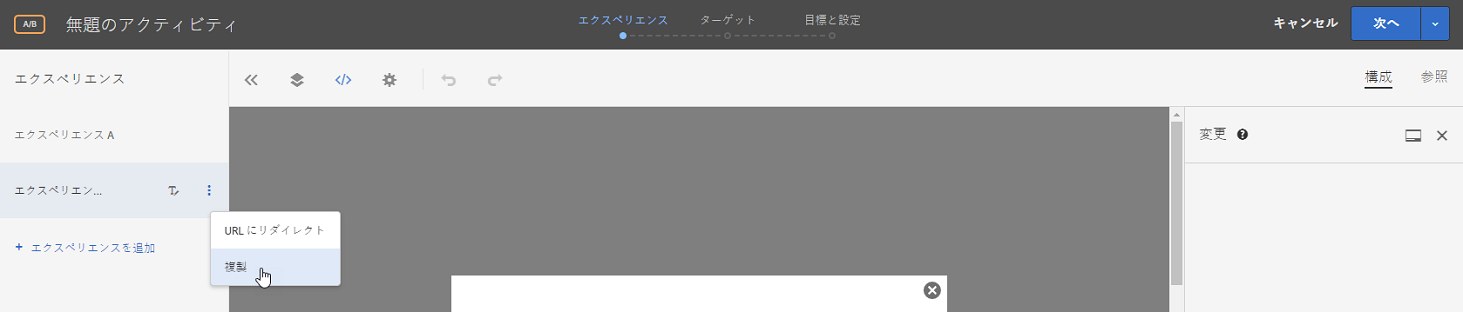 A/B 無題のアクティビティ
エクスペリエンス ターゲット 目標と設定
キャンセル 次へ
エクスペリエンス
構成 参照
エクスペリエンス A
変更
エクスペリエン...
URL にリダイレクト
+ エクスペリエンスを追加
複製